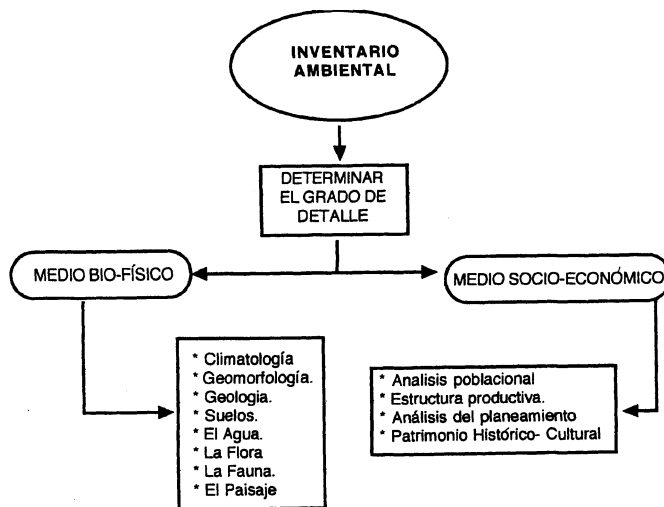 INVENTARIO
AMBIENTAL
DETERMINAR
EL GRADO DE
DETALLE
MEDIO BIO-FÍSICO
MEDIO SOCIO-ECONÓMICO
* Climatología
* Geomorfología.
* Geologia.
* Suelos.
* El Agua.
* La Flora
* La Fauna.
* El Paisaje
* Analisis poblacional
* Estructura productiva.
* Análisis del planeamiento
* Patrimonio Histórico- Cultural